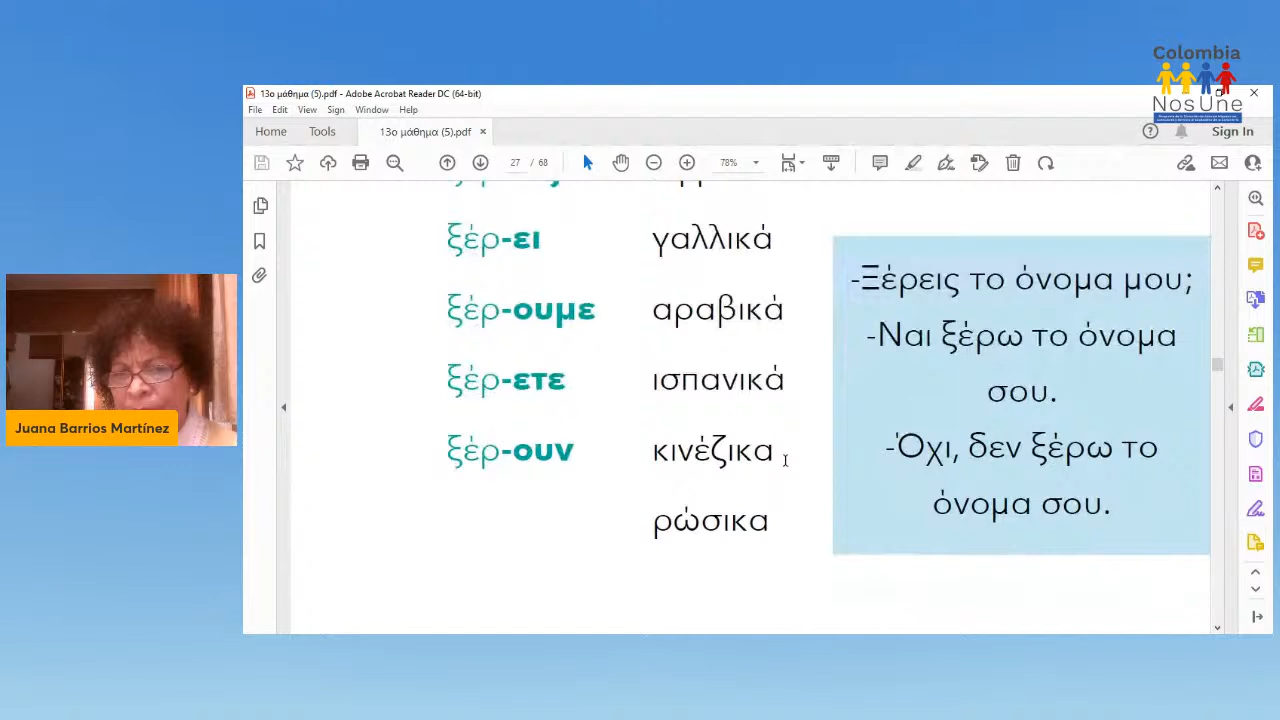 Colombia
NosUne
13ο μάθημα (5).pdf - Adobe Acrobat Reader DC (64-bit)
File Edit View Sign Window Help
Home Tools 13ο μάθημα (5).pdf × Sign In
27 / 68 78%
ξέρ-ει γαλλικά
ξέρ-ουμε αραβικά
ξέρ-ετε ισπανικά
ξέρ-ουν κινέζικα
ρώσικα
-Ξέρεις το όνομα μου;
-Ναι ξέρω το όνομα
σου.
-Όχι, δεν ξέρω το
όνομα σου.
Juana Barrios Martínez